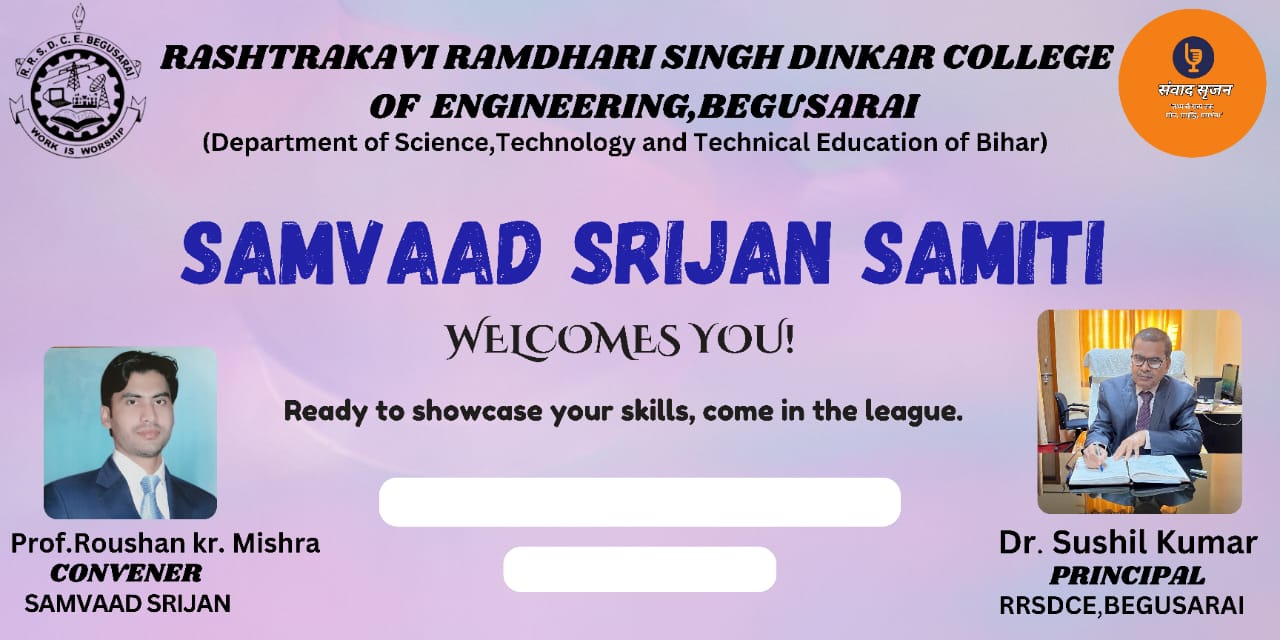 R. R. S. D. C. E. BEGUSARAI
WORK IS WORSHIP
RASHTRAKAVI RAMDHARI SINGH DINKAR COLLEGE
OF ENGINEERING,BEGUSARAI
(Department of Science,Technology and Technical Education of Bihar)
संवाद सृजन
SAMVAAD SRIJAN SAMITI
WELCOMES YOU!
Ready to showcase your skills, come in the league.
Prof.Roushan kr. Mishra
CONVENER
SAMVAAD SRIJAN
Dr. Sushil Kumar
PRINCIPAL
RRSDCE,BEGUSARAI